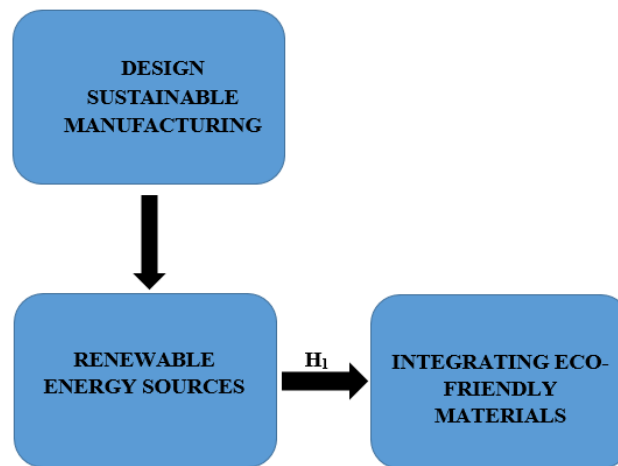 DESIGN
SUSTAINABLE
MANUFACTURING
RENEWABLE
ENERGY SOURCES
H1
INTEGRATING ECO-
FRIENDLY
MATERIALS